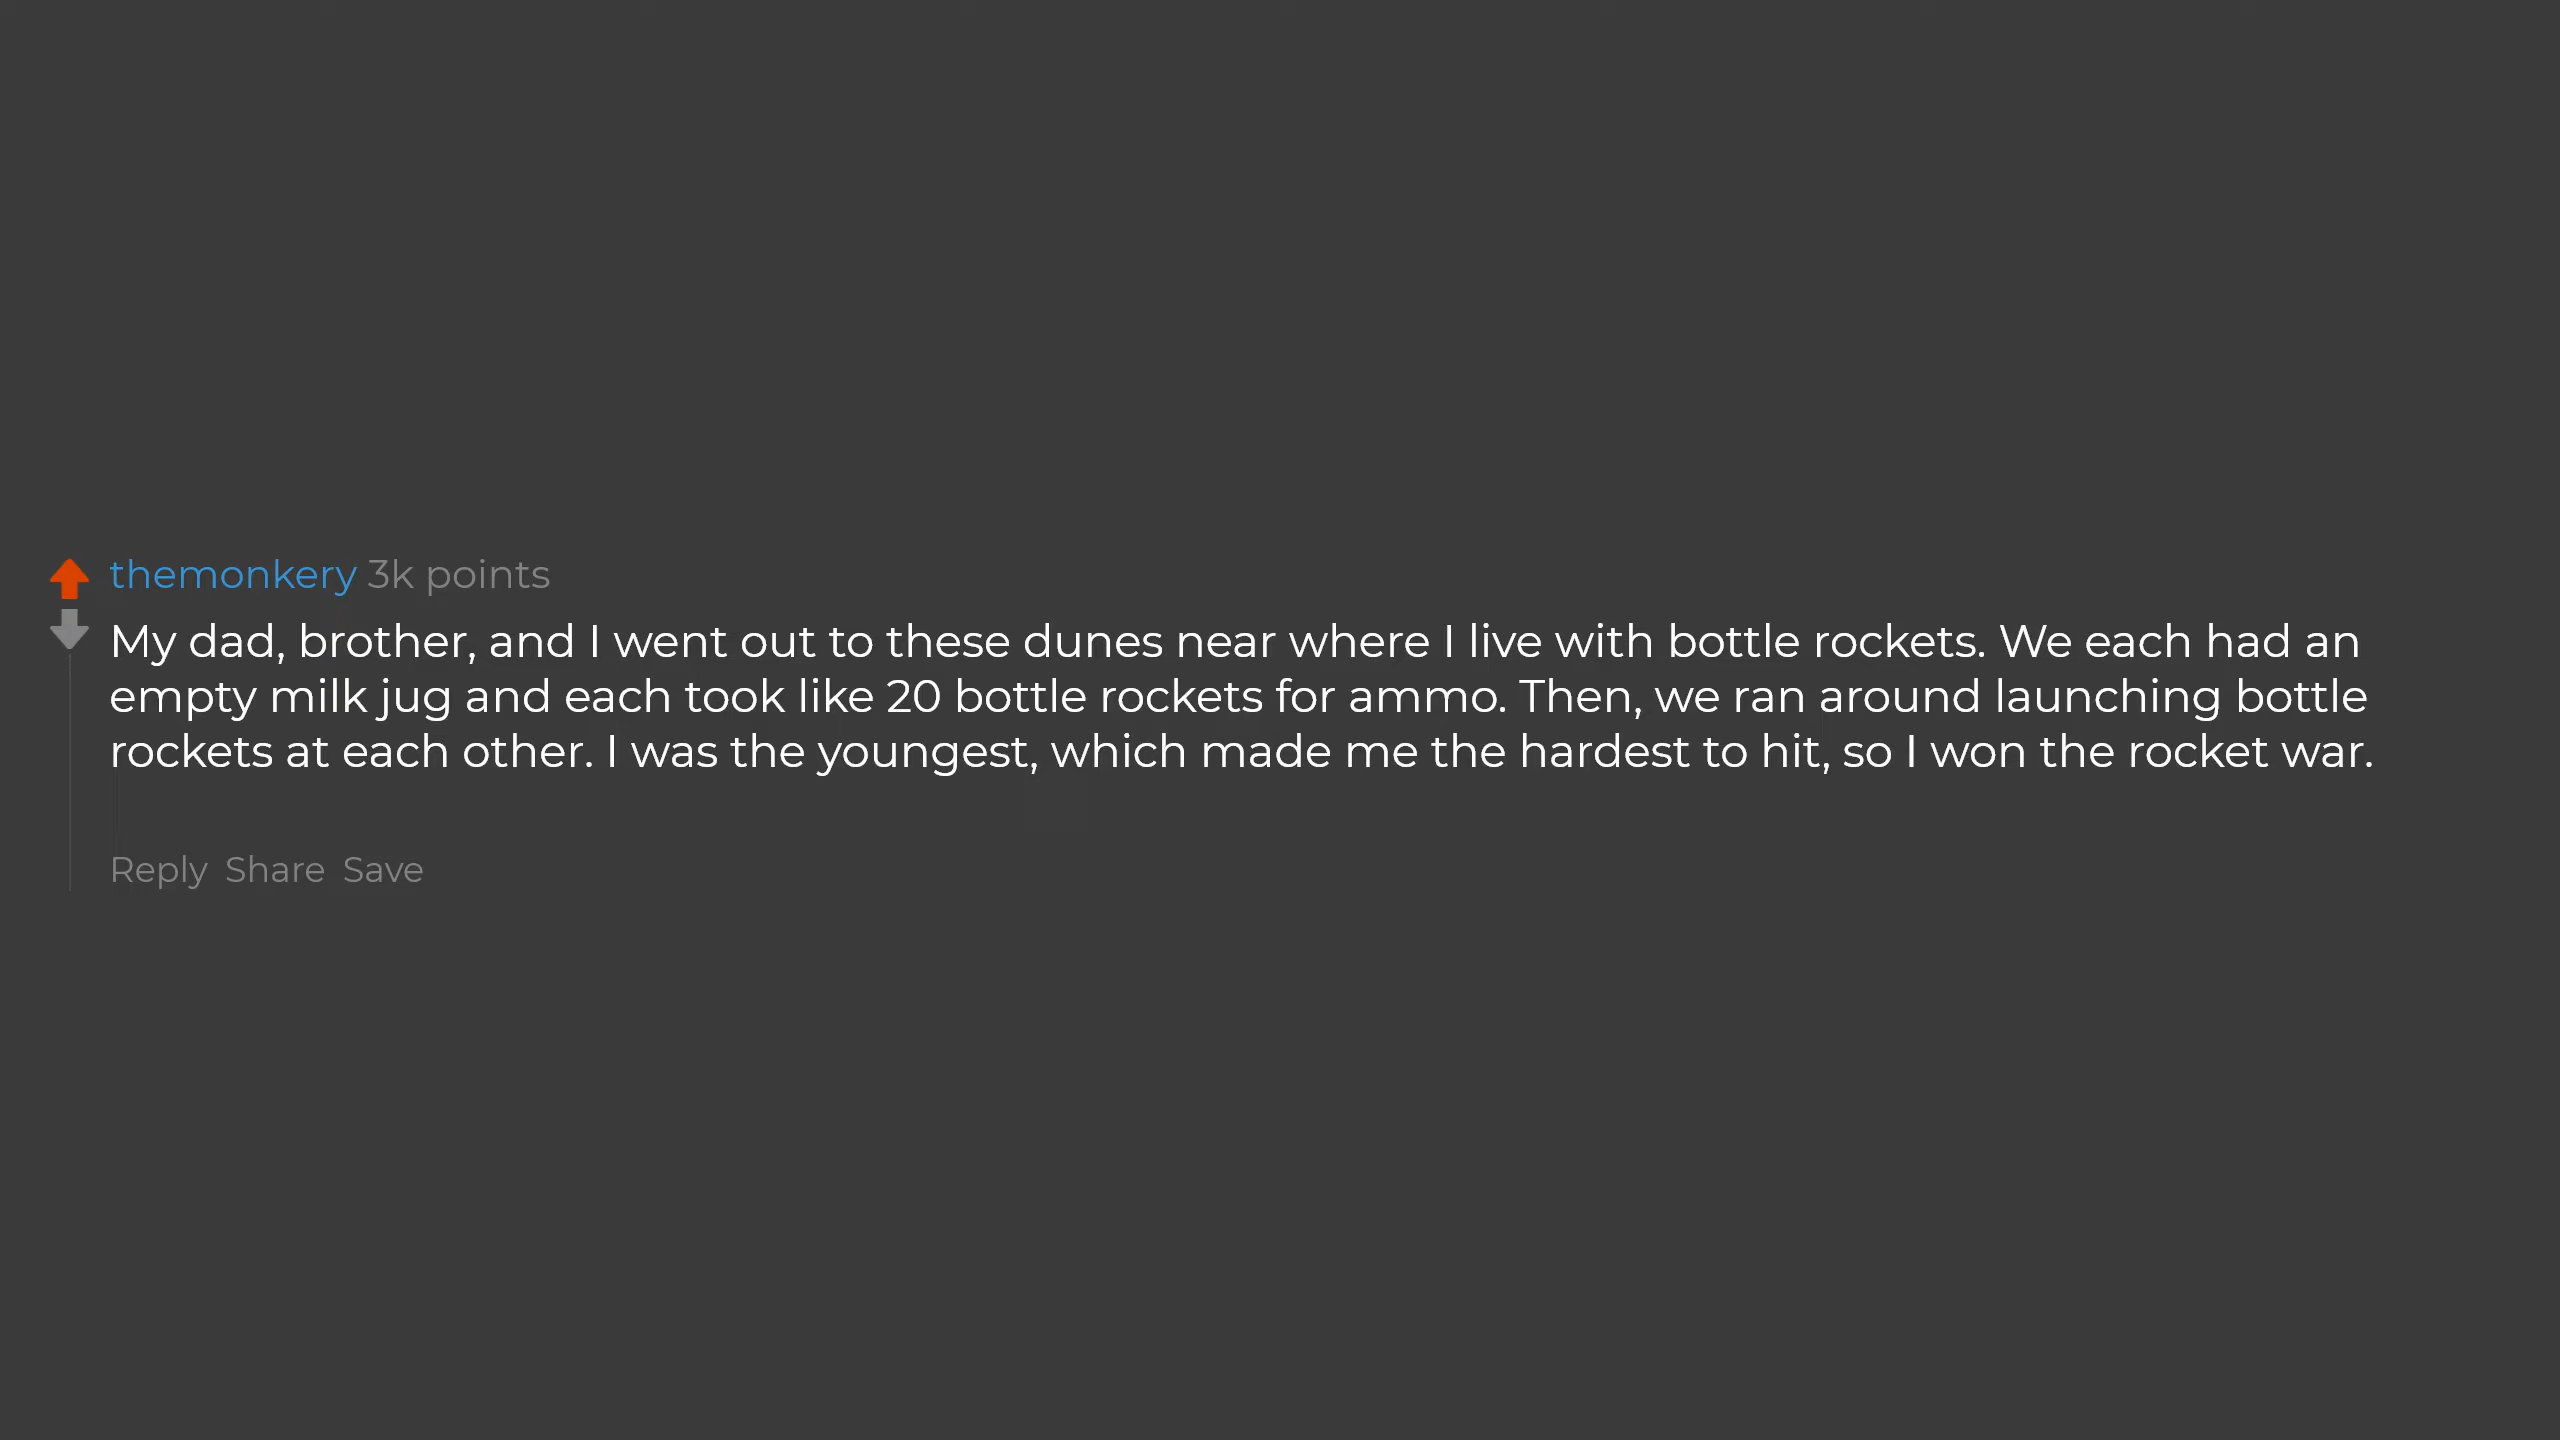 themonkery 3k points
My dad, brother, and I went out to these dunes near where I live with bottle rockets. We each had an
empty milk jug and each took like 20 bottle rockets for ammo. Then, we ran around launching bottle
rockets at each other. I was the youngest, which made me the hardest to hit, so I won the rocket war.
Reply Share Save